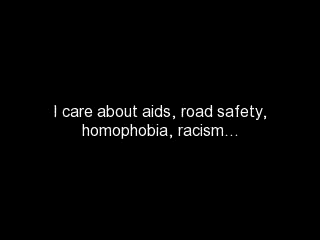 I care about aids, road safety,
homophobia, racism...